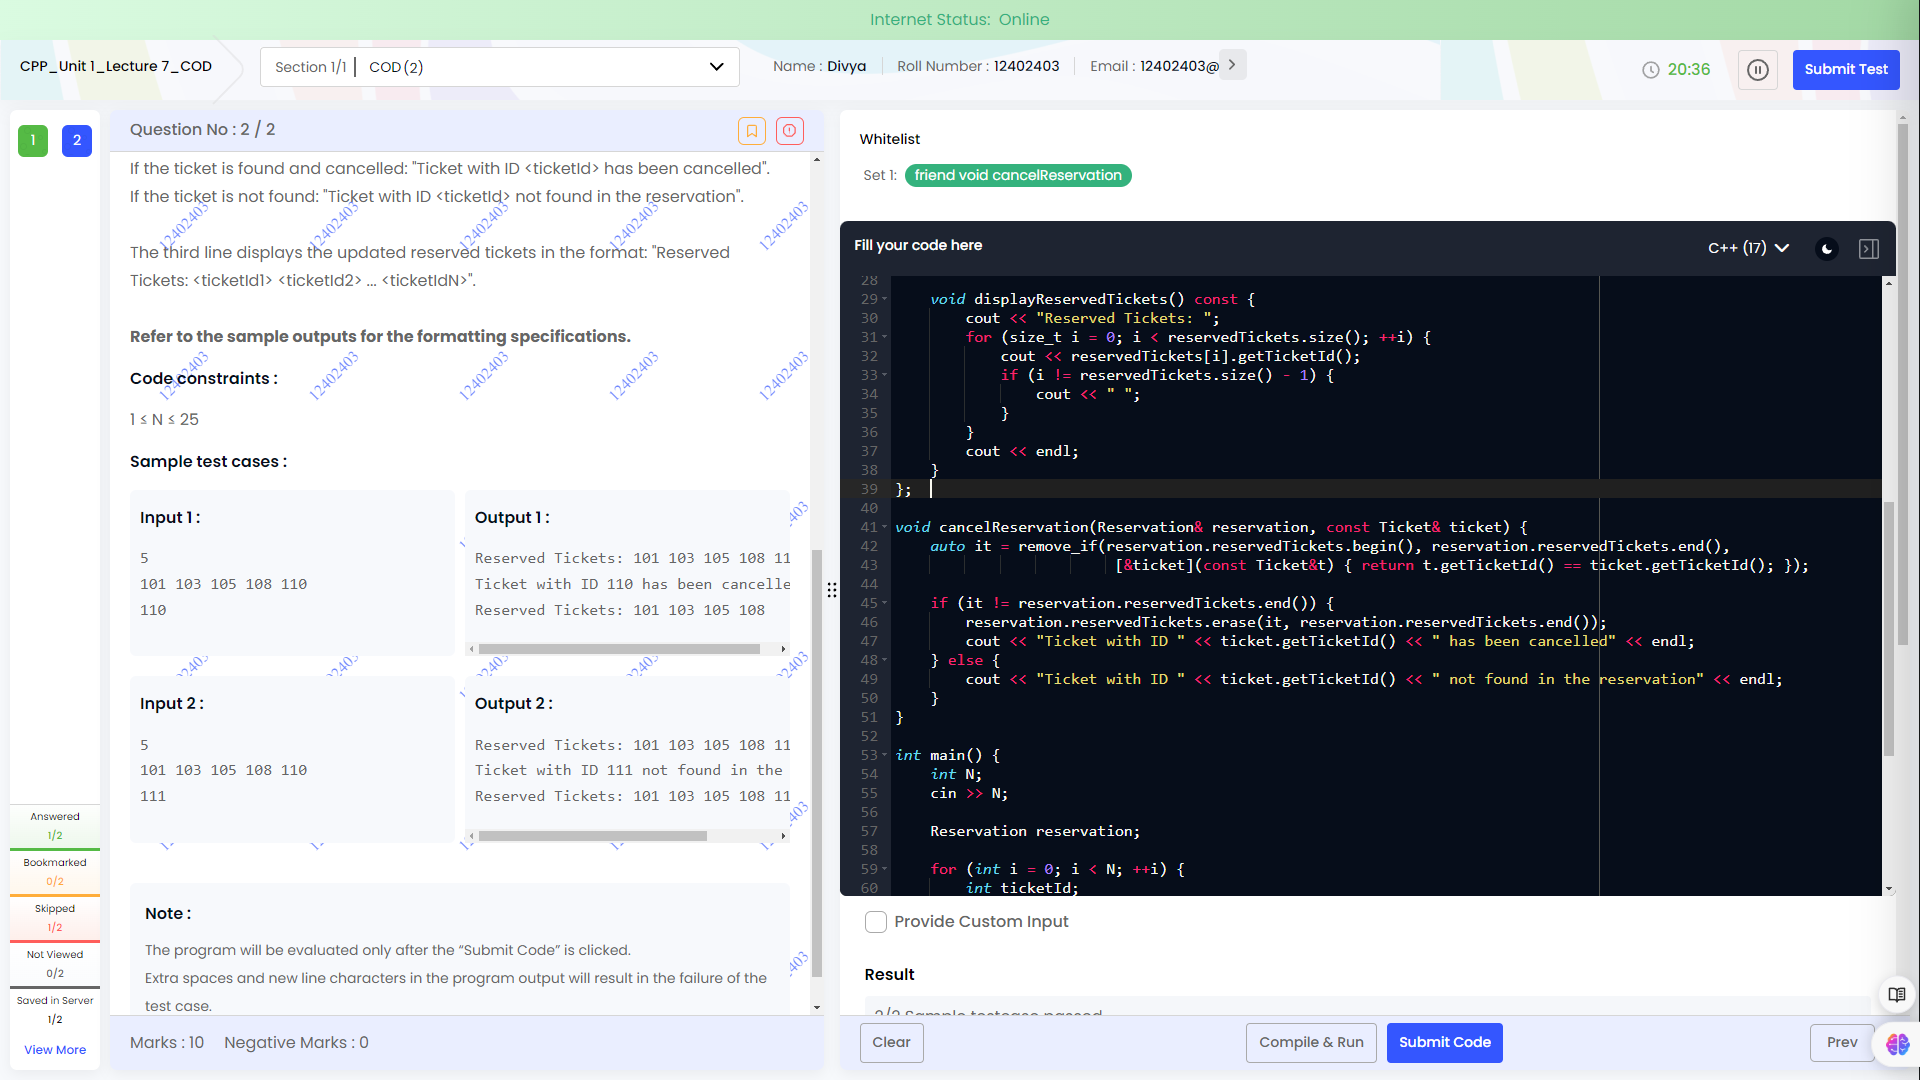 Internet Status: Online
CPP_Unit 1_Lecture 7_COD
Section 1/1 | COD(2)
Name : Divya
Roll Number : 12402403
Email : 12402403@
20:36
Submit Test
1
2
Question No : 2 / 2
If the ticket is found and cancelled: "Ticket with ID <ticketId> has been cancelled".
If the ticket is not found: "Ticket with ID <ticketId> not found in the reservation".
The third line displays the updated reserved tickets in the format: "Reserved
Tickets: <ticketId1> <ticketId2> ... <ticketIdN>".
Refer to the sample outputs for the formatting specifications.
Code constraints :
1 ≤ N ≤ 25
Sample test cases :
Input 1 :
5
101 103 105 108 110
110
Output 1 :
Reserved Tickets: 101 103 105 108 11
Ticket with ID 110 has been cancelle
Reserved Tickets: 101 103 105 108
Input 2 :
5
101 103 105 108 110
111
Output 2 :
Reserved Tickets: 101 103 105 108 11
Ticket with ID 111 not found in the
Reserved Tickets: 101 103 105 108 11
Note :
The program will be evaluated only after the “Submit Code” is clicked.
Extra spaces and new line characters in the program output will result in the failure of the
test case.
12402403 12402403 12402403 12402403 12402403
12402403 12402403 12402403 12402403 12402403
Answered
1/2
Bookmarked
0/2
Skipped
1/2
Not Viewed
0/2
Saved in Server
1/2
View More
Marks : 10 Negative Marks : 0
Whitelist
Set 1: friend void cancelReservation
Fill your code here
C++ (17)
28
29 void displayReservedTickets() const {
30 cout << "Reserved Tickets: ";
31 for (size_t i = 0; i < reservedTickets.size(); ++i) {
32 cout << reservedTickets[i].getTicketId();
33 if (i != reservedTickets.size() - 1) {
34 cout << " ";
35 }
36 }
37 cout << endl;
38 }
39 };
40
41 void cancelReservation(Reservation& reservation, const Ticket& ticket) {
42 auto it = remove_if(reservation.reservedTickets.begin(), reservation.reservedTickets.end(),
43 [&ticket](const Ticket&t) { return t.getTicketId() == ticket.getTicketId(); });
44
45 if (it != reservation.reservedTickets.end()) {
46 reservation.reservedTickets.erase(it, reservation.reservedTickets.end());
47 cout << "Ticket with ID " << ticket.getTicketId() << " has been cancelled" << endl;
48 } else {
49 cout << "Ticket with ID " << ticket.getTicketId() << " not found in the reservation" << endl;
50 }
51 }
52
53 int main() {
54 int N;
55 cin >> N;
56
57 Reservation reservation;
58
59 for (int i = 0; i < N; ++i) {
60 int ticketId;
Provide Custom Input
Result
2/2 Sample testcase passed
Clear
Compile & Run
Submit Code
Prev